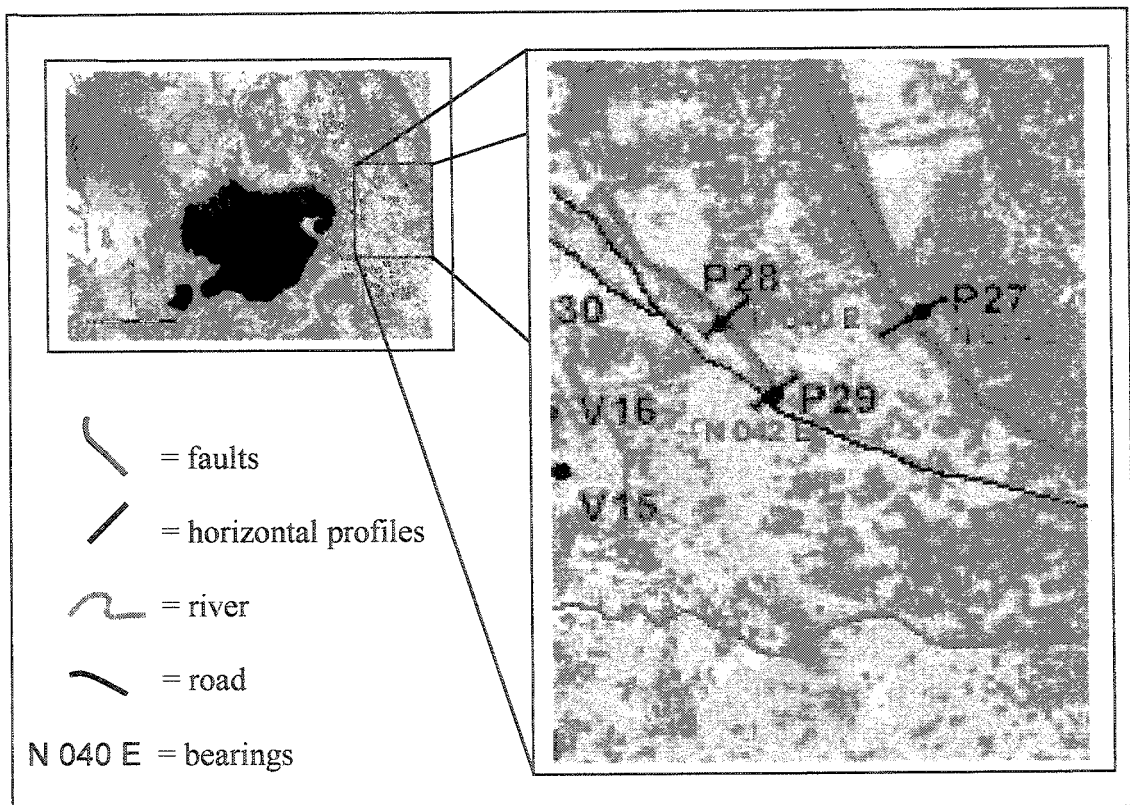 P28
P27
30
P29
V16
N 042 E
V15
= faults
= horizontal profiles
= river
= road
N 040 E = bearings